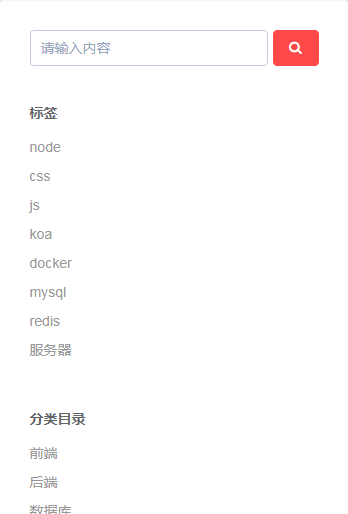 请输入内容
标签
node
css
js
koa
docker
mysql
redis
服务器
分类目录
前端
后端
数据库